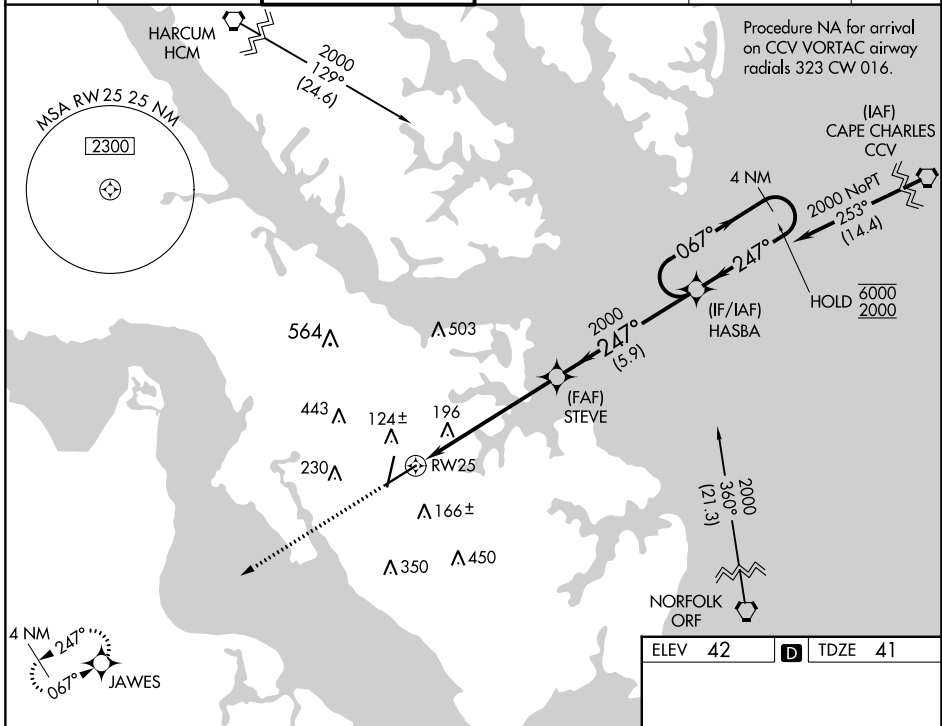 HARCUM
HCM
2000
129°
(24.6)
Procedure NA for arrival
on CCV VORTAC airway
radials 323 CW 016.
MSA RW25 25 NM
2300
(IAF)
CAPE CHARLES
CCV
4 NM
2000 NoPT
253°
(14.4)
067°
247°
HOLD 6000
2000
(IF/IAF)
HASBA
2000
247°
(5.9)
564
503
(FAF)
STEVE
443
124±
196
230
RW25
166±
350
450
2000
360°
(21.3)
NORFOLK
ORF
4 NM
247°
067°
JAWES
ELEV 42 D TDZE 41